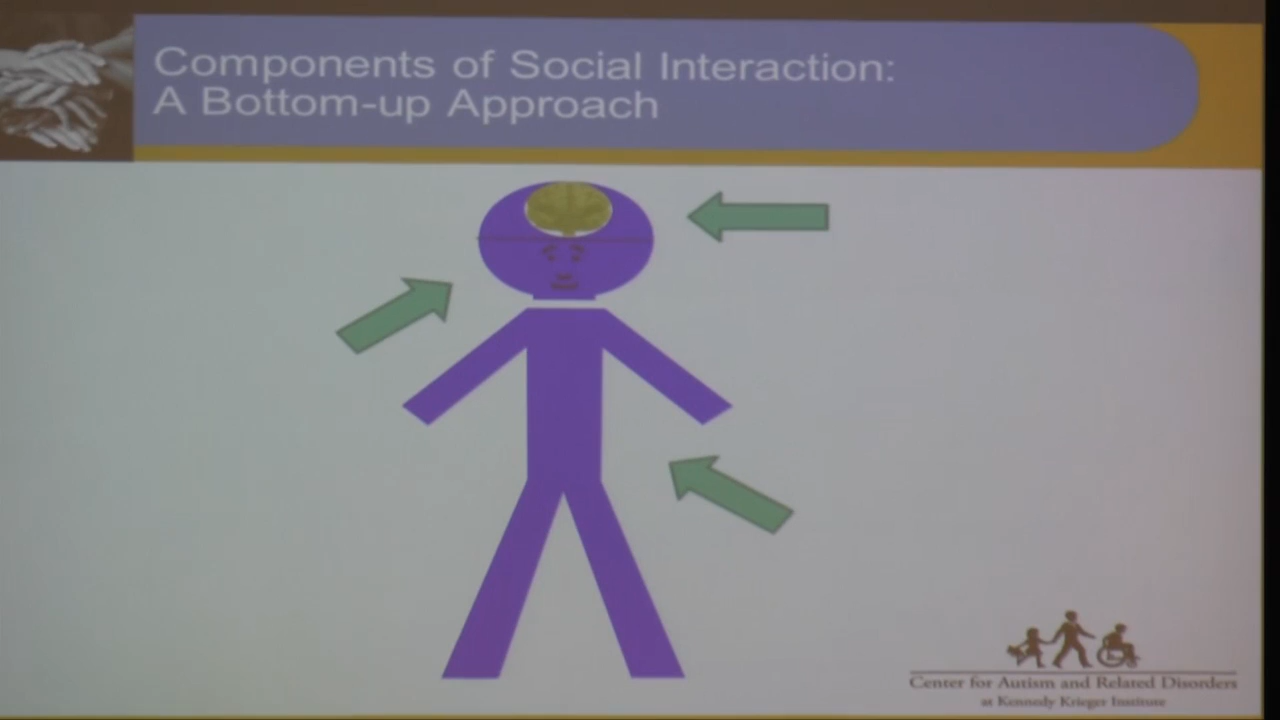 Components of Social Interaction:
A Bottom-up Approach
Center for Autism and Related Disorders
at Kennedy Krieger Institute